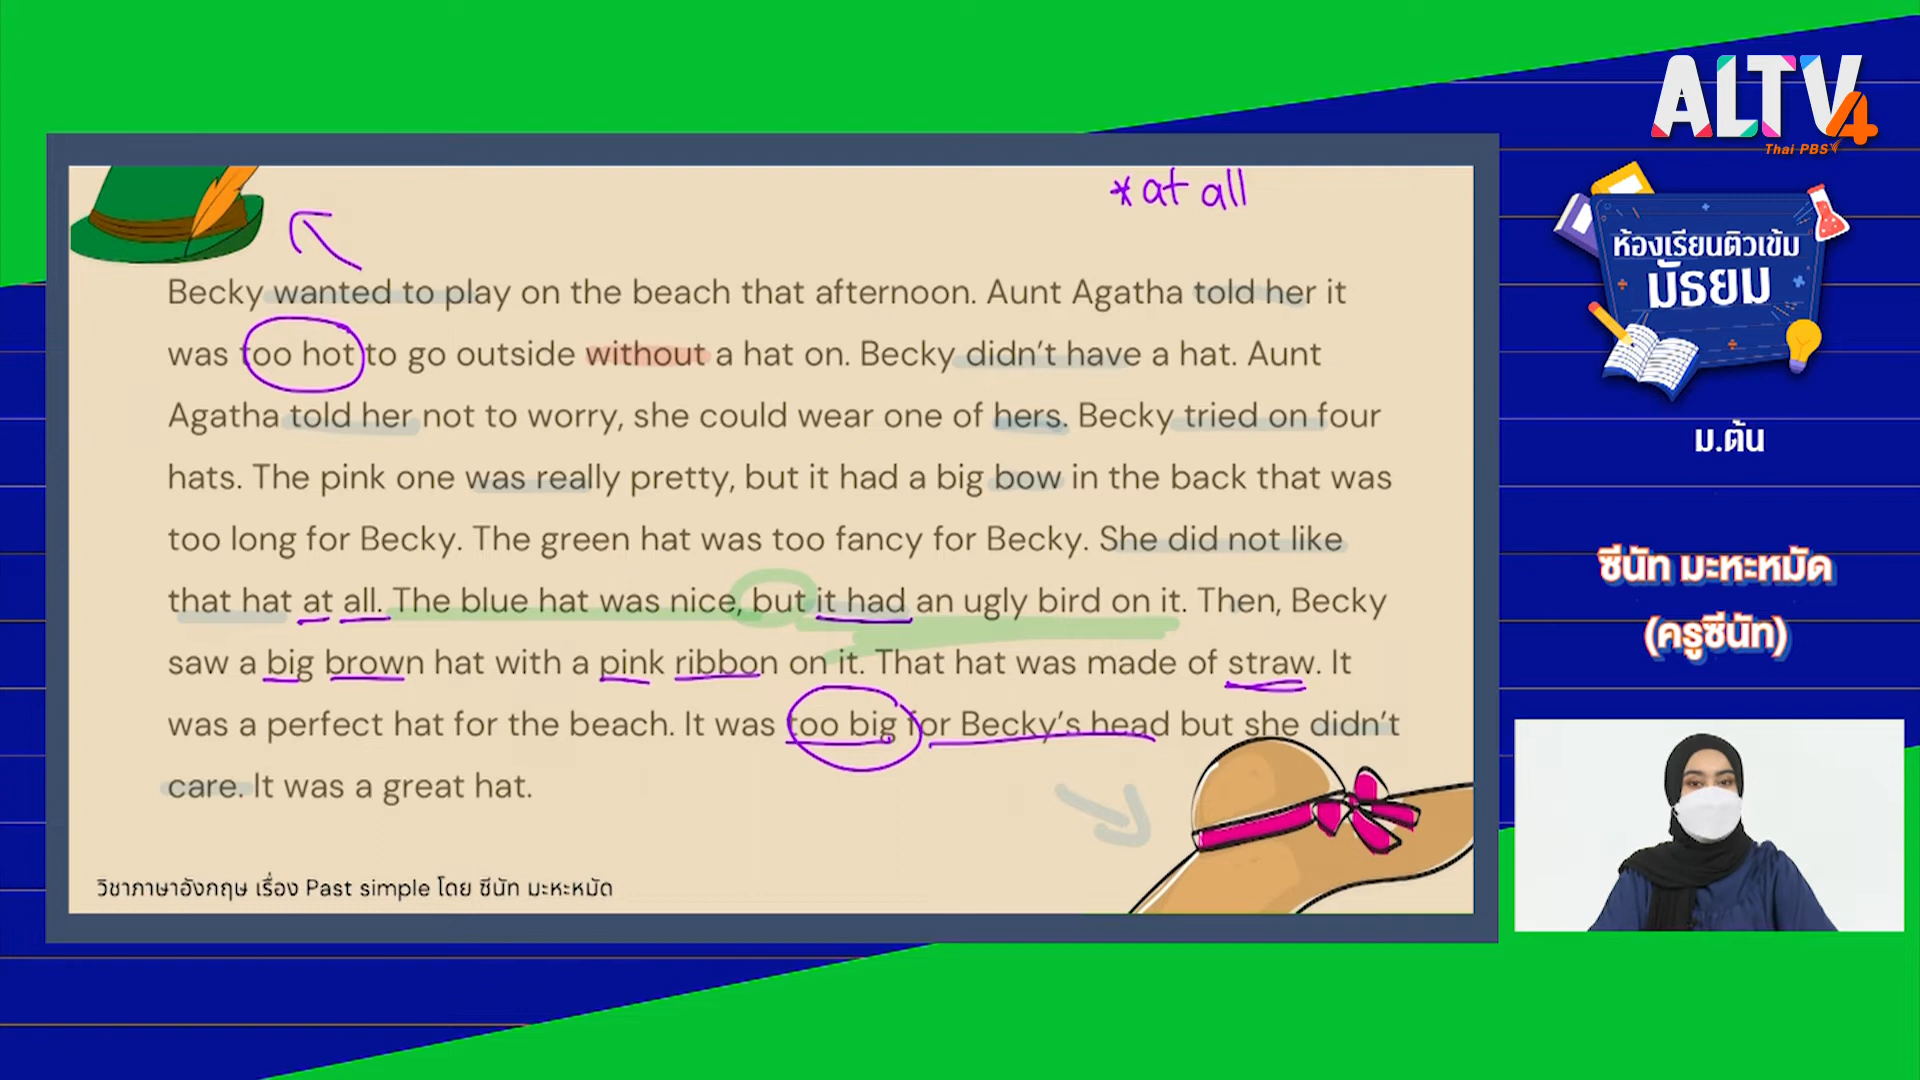 ALTV4
Thai PBS
*at all
Becky wanted to play on the beach that afternoon. Aunt Agatha told her it
was too hot to go outside without a hat on. Becky didn't have a hat. Aunt
Agatha told her not to worry, she could wear one of hers. Becky tried on four
hats. The pink one was really pretty, but it had a big bow in the back that was
too long for Becky. The green hat was too fancy for Becky. She did not like
that hat at all. The blue hat was nice, but it had an ugly bird on it. Then, Becky
saw a big brown hat with a pink ribbon on it. That hat was made of straw. It
was a perfect hat for the beach. It was too big for Becky's head but she didn't
care. It was a great hat.
วิชาภาษาอังกฤษ เรื่อง Past simple โดย ซีนัท มะหะหมัด
ห้องเรียนติวเข้ม
มัธยม
ม.ต้น
ซีนัท มะหะหมัด
(ครูซีนัท)